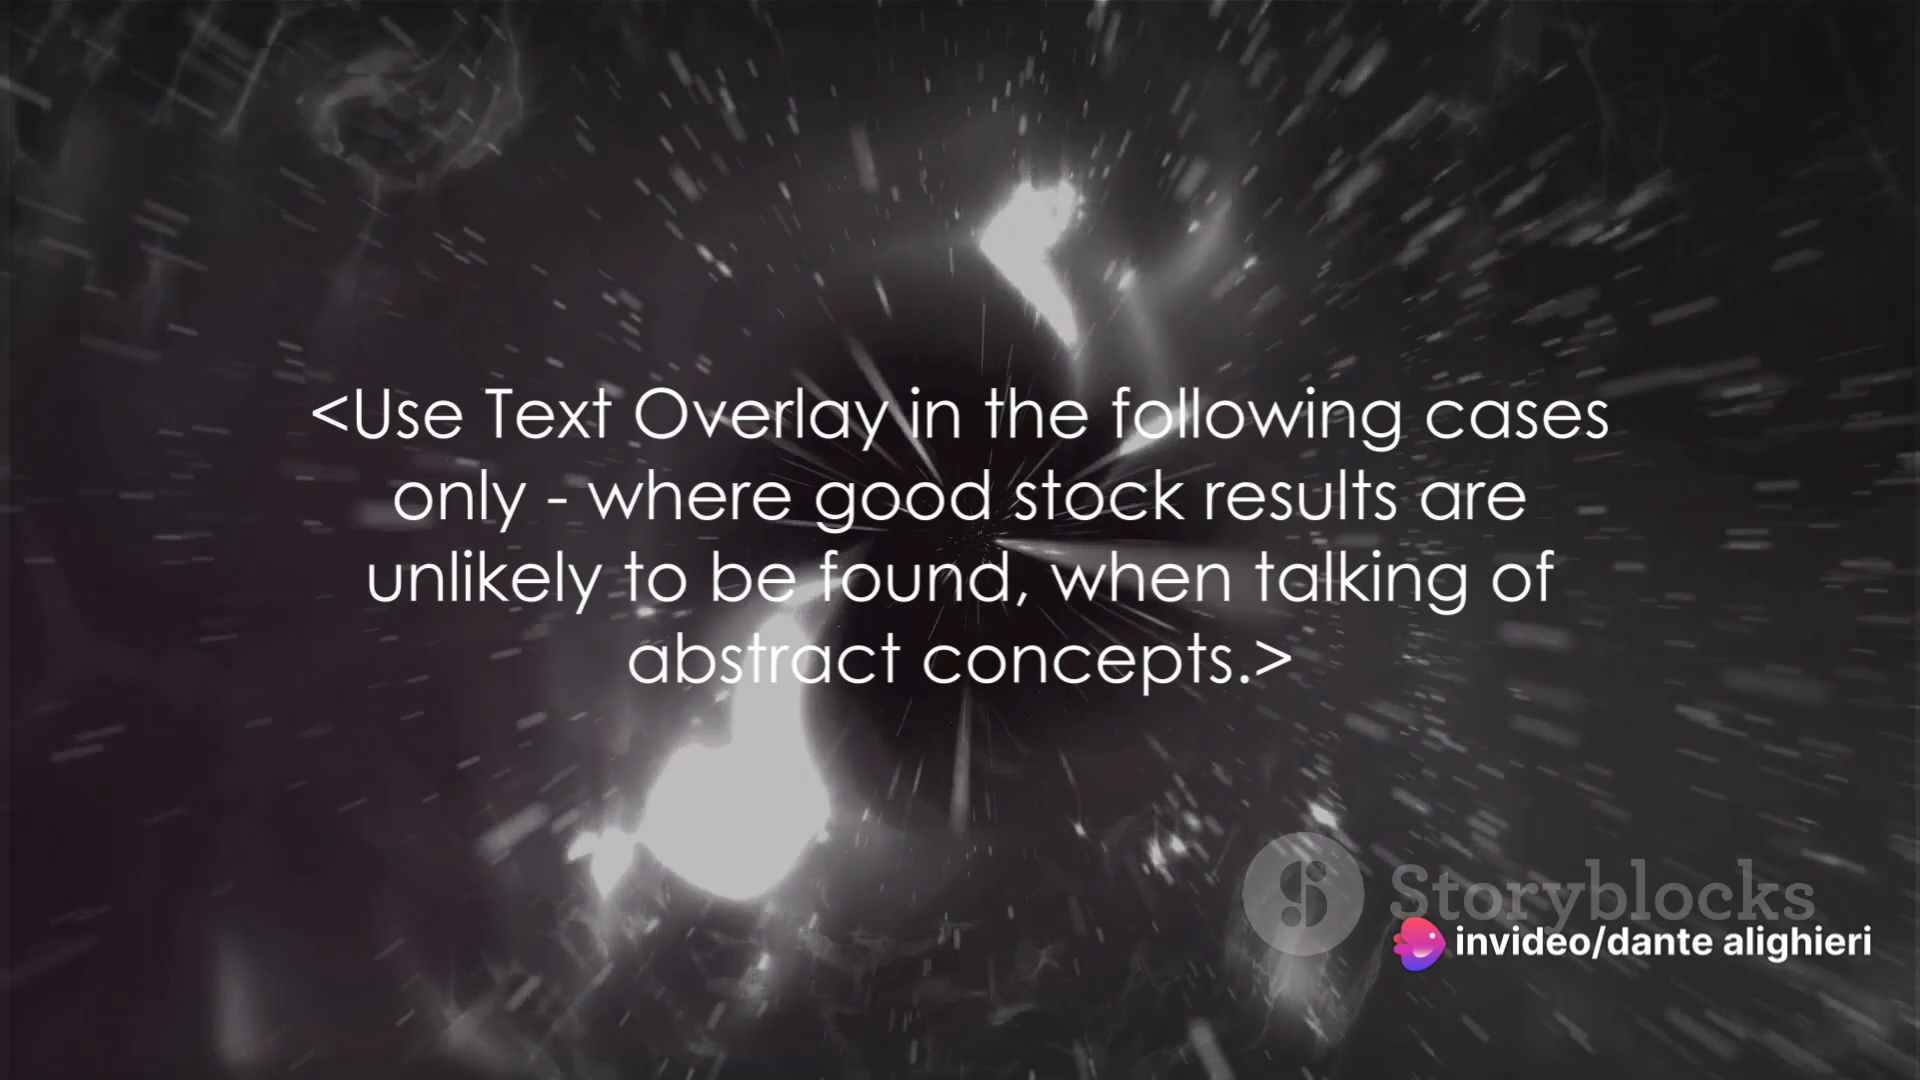 <Use Text Overlay in the following cases
only - where good stock results are
unlikely to be found, when talking of
abstract concepts.>
Storyblocks
invideo/dante alighieri